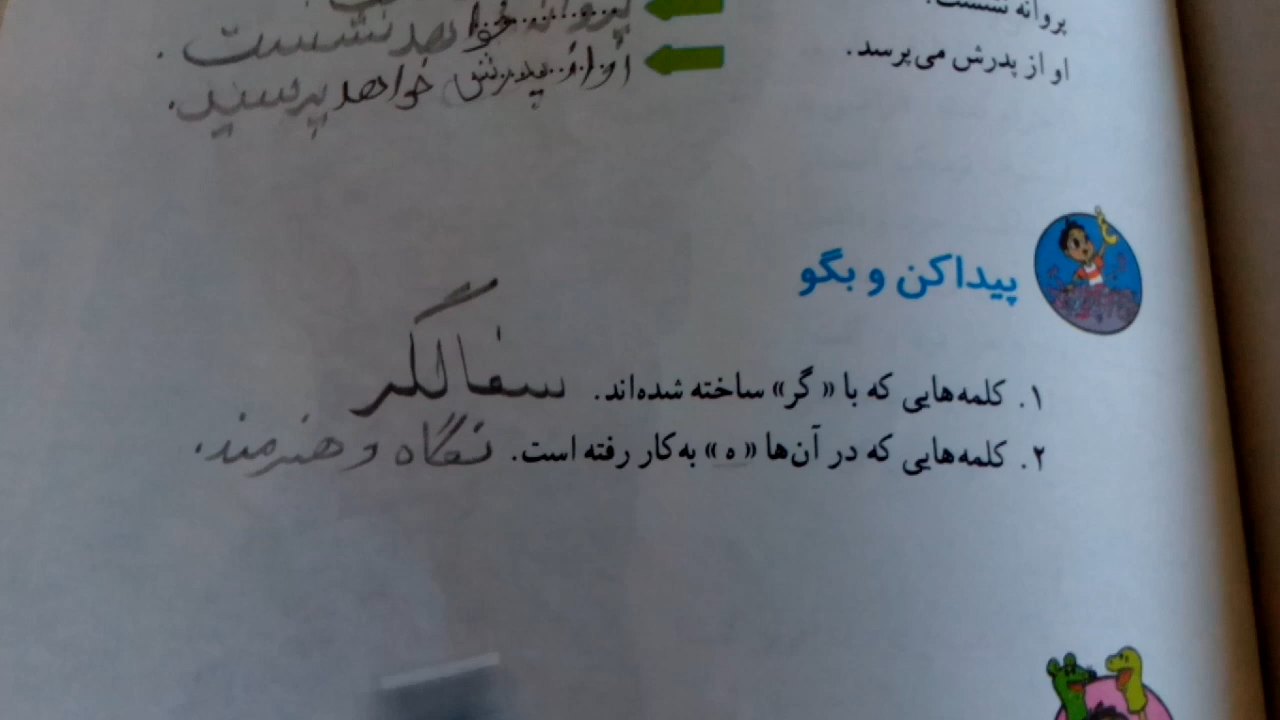 پروانه نشست. پروانه خواهد نشست.
او از پدرش می‌پرسد. او از پدرش خواهد پرسید.
پیداکن و بگو
۱. کلمه‌هایی که با «گر» ساخته شده‌اند. سفالگر
۲. کلمه‌هایی که در آن‌ها «ه» به‌کار رفته است. نگاه و هنرمند.